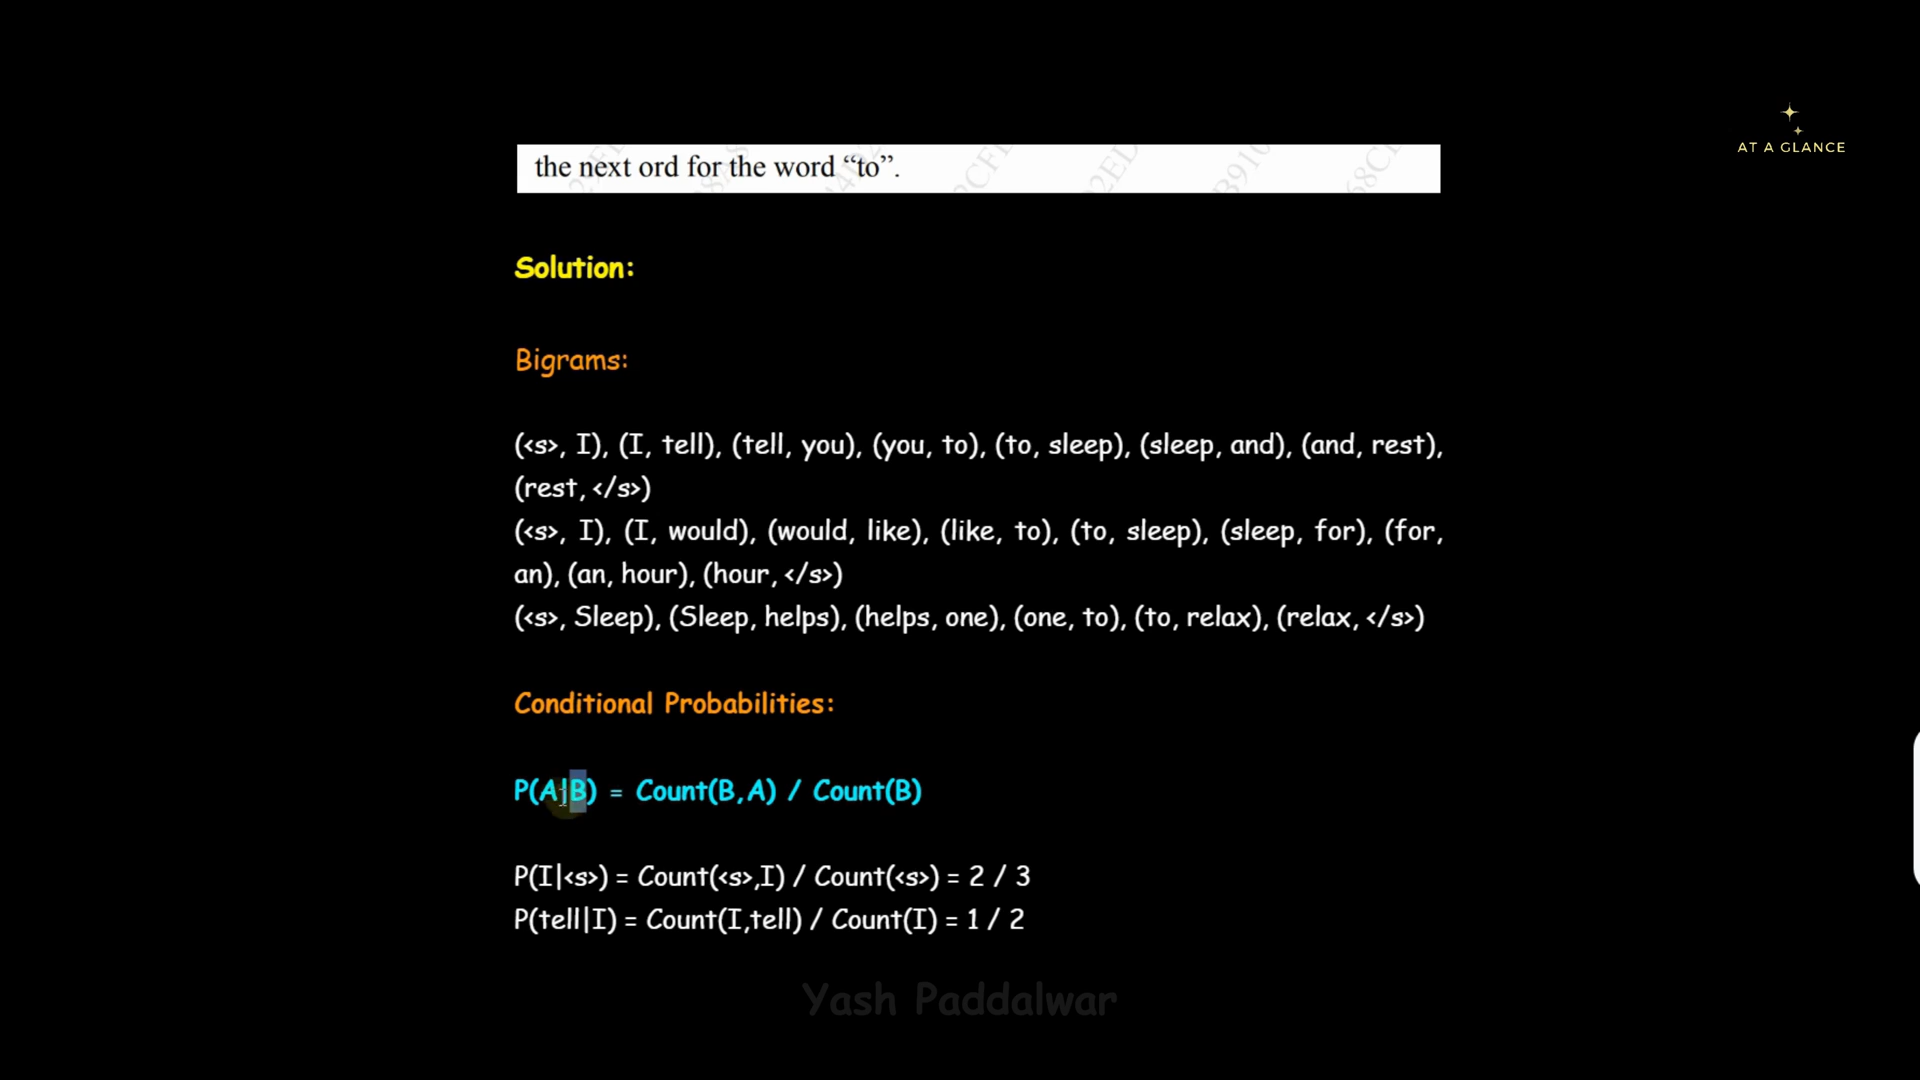 AT A GLANCE
the next ord for the word “to”.
Solution:
Bigrams:
(<s>, I), (I, tell), (tell, you), (you, to), (to, sleep), (sleep, and), (and, rest),
(rest, </s>)
(<s>, I), (I, would), (would, like), (like, to), (to, sleep), (sleep, for), (for,
an), (an, hour), (hour, </s>)
(<s>, Sleep), (Sleep, helps), (helps, one), (one, to), (to, relax), (relax, </s>)
Conditional Probabilities:
P(A|B) = Count(B,A) / Count(B)
P(I|<s>) = Count(<s>,I) / Count(<s>) = 2 / 3
P(tell|I) = Count(I,tell) / Count(I) = 1 / 2
Yash Paddalwar